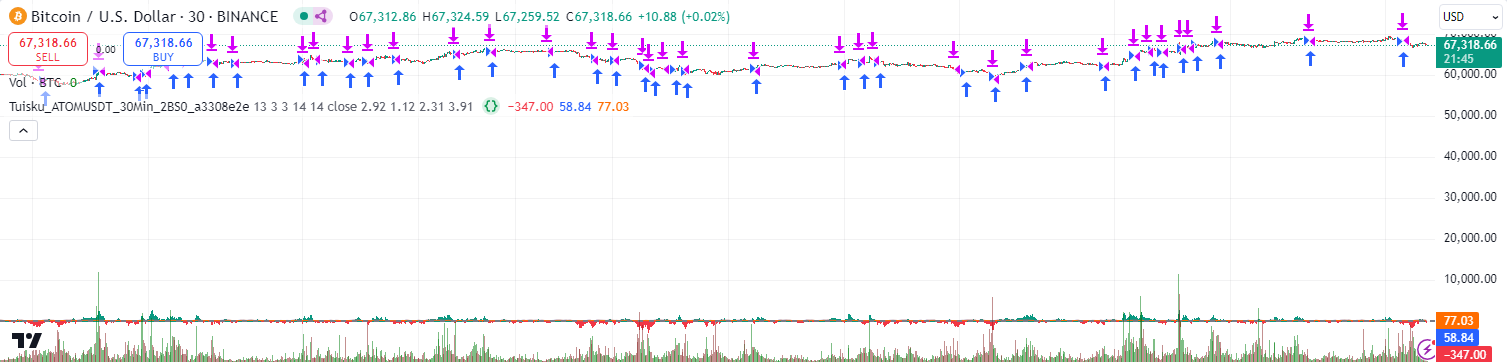 Bitcoin / U.S. Dollar · 30 · BINANCE O67,312.86 H67,324.59 L67,259.52 C67,318.66 +10.88 (+0.02%)
USD
67,318.66 SELL
0.00
67,318.66 BUY
67,318.66
21:45
60,000.00
Vol · BTC 0
Tuisku_ATOMUSDT_30Min_2BS0_a3308e2e 13 3 3 14 14 close 2.92 1.12 2.31 3.91 {} −347.00 58.84 77.03
50,000.00
40,000.00
30,000.00
20,000.00
10,000.00
77.03
58.84
−347.00